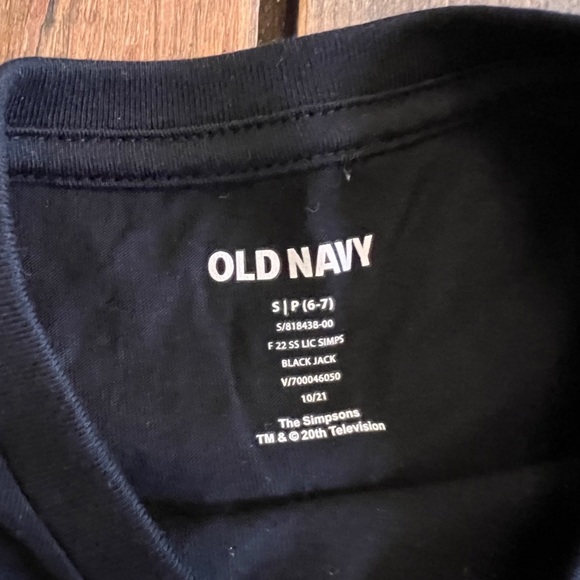 OLD NAVY
S|P (6-7)
S/818438-00
F 22 SS LIC SIMPS
BLACK JACK
V/700046050
10/21
The Simpsons
TM & © 20th Television